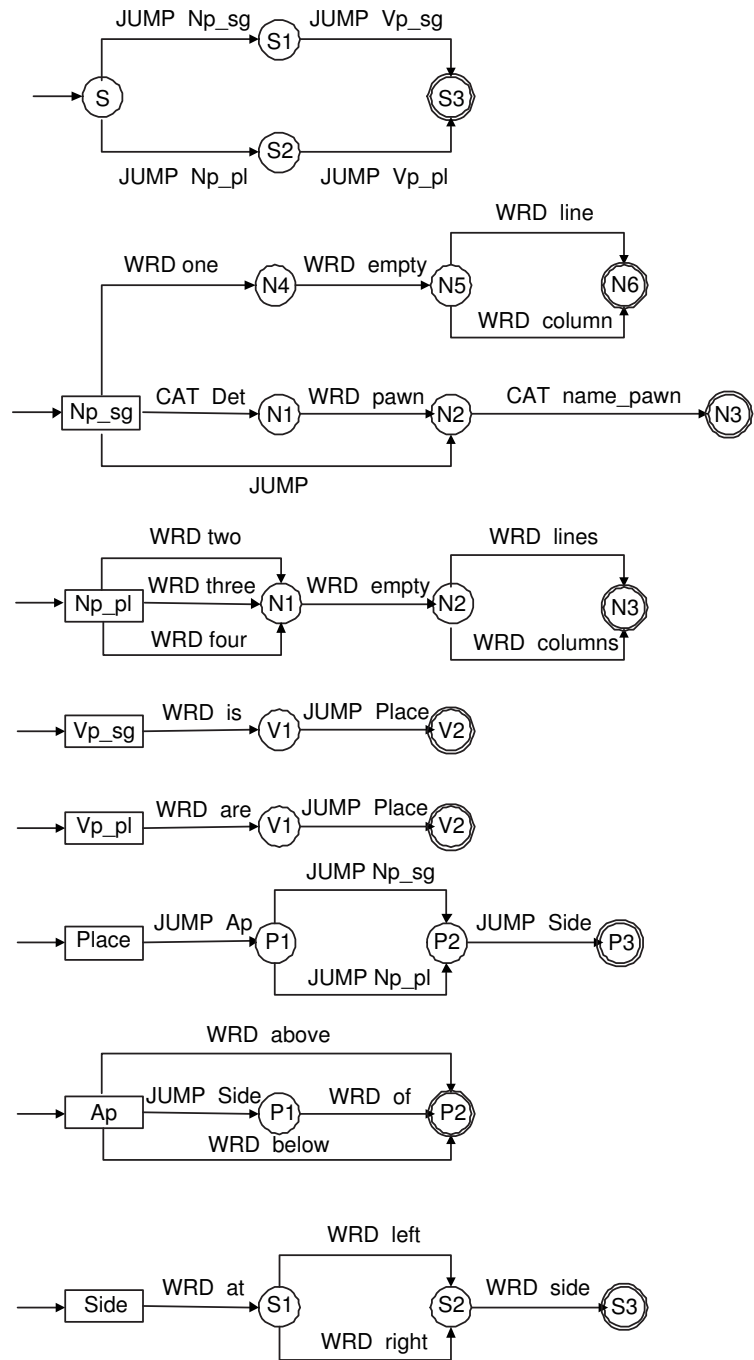 JUMP Np_sg JUMP Vp_sg
S1
S S3
S2
JUMP Np_pl JUMP Vp_pl
WRD line
WRD one WRD empty
N4 N5 N6
WRD column
CAT Det WRD pawn CAT name_pawn
Np_sg N1 N2 N3
JUMP
WRD two WRD lines
WRD three WRD empty
Np_pl N1 N2 N3
WRD four WRD columns
WRD is JUMP Place
Vp_sg V1 V2
WRD are JUMP Place
Vp_pl V1 V2
JUMP Np_sg
JUMP Ap JUMP Side
Place P1 P2 P3
JUMP Np_pl
WRD above
JUMP Side WRD of
Ap P1 P2
WRD below
WRD left
WRD at WRD side
Side S1 S2 S3
WRD right